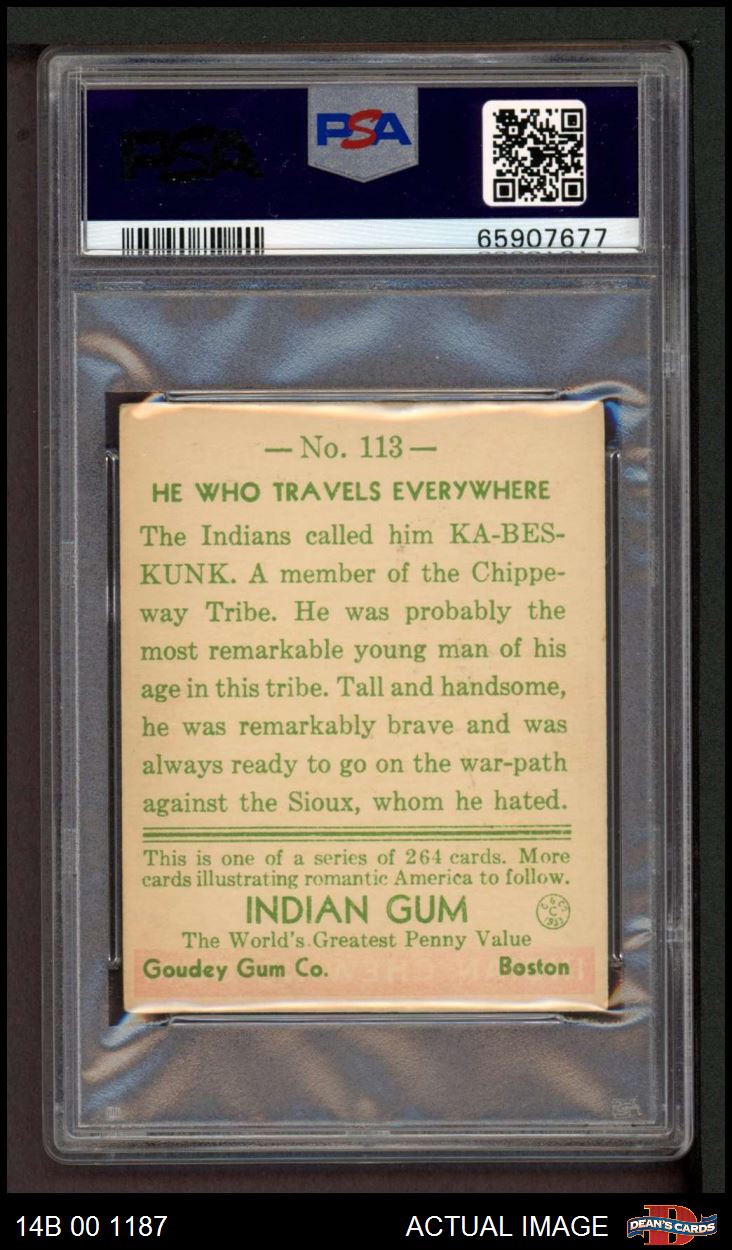 PSA
PSA
65907677
— No. 113 —
HE WHO TRAVELS EVERYWHERE
The Indians called him KA-BES-
KUNK. A member of the Chippe-
way Tribe. He was probably the
most remarkable young man of his
age in this tribe. Tall and handsome,
he was remarkably brave and was
always ready to go on the war-path
against the Sioux, whom he hated.
This is one of a series of 264 cards. More
cards illustrating romantic America to follow.
INDIAN GUM
The World's Greatest Penny Value
Goudey Gum Co. Boston
14B 00 1187 ACTUAL IMAGE DEAN'S CARDS